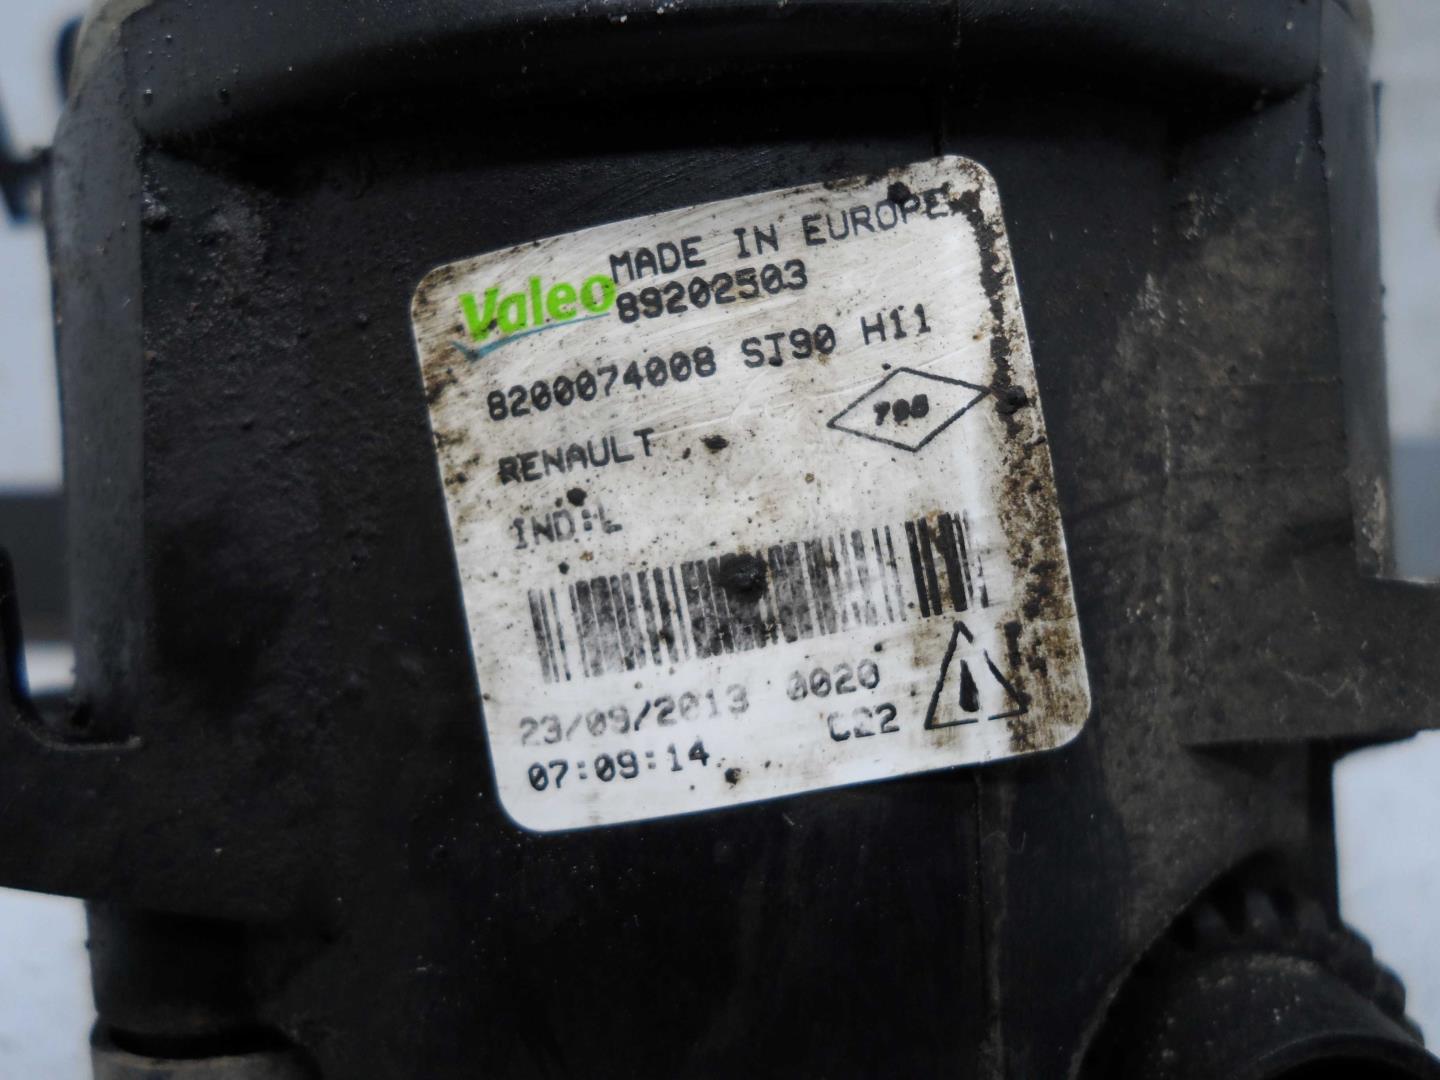 MADE IN EUROPE
Valeo 89202503
8200074008 SJ90 H11
RENAULT
IND:L
23/09/2013 0020
07:09:14 C22